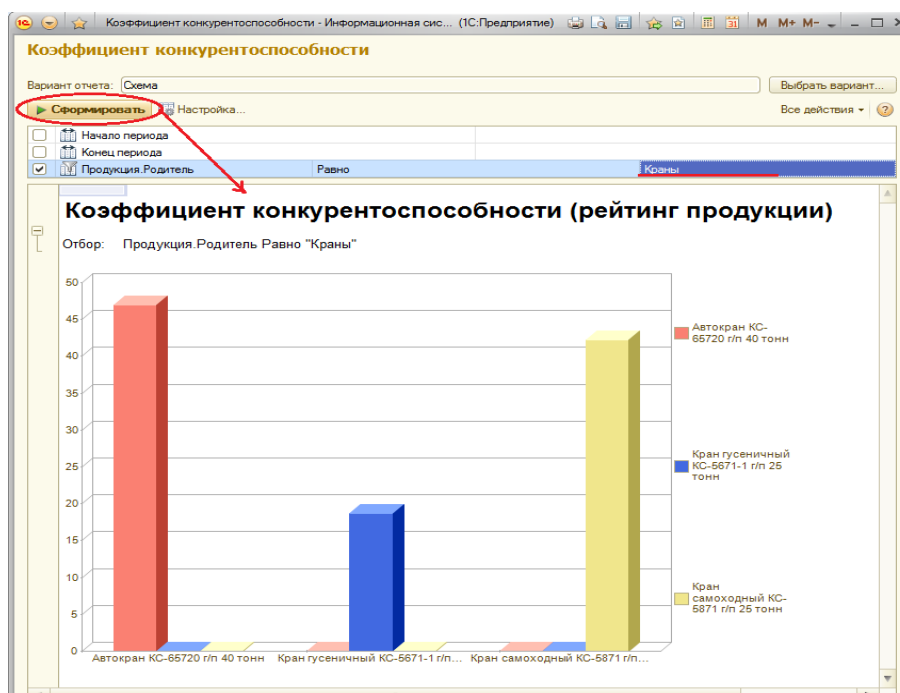 Коэффициент конкурентоспособности - Информационная сис... (1С:Предприятие)
M M+ M-
Коэффициент конкурентоспособности
Вариант отчета: Схема Выбрать вариант...
Сформировать Настройка... Все действия
Начало периода
Конец периода
Продукция.Родитель Равно Краны
Коэффициент конкурентоспособности (рейтинг продукции)
Отбор: Продукция.Родитель Равно "Краны"
50
45
40
35
30
25
20
15
10
5
0
Автокран КС-65720 г/п 40 тонн Кран гусеничный КС-5671-1 г/п... Кран самоходный КС-5871 г/п...
Автокран КС-
65720 г/п 40 тонн
Кран гусеничный
КС-5671-1 г/п 25
тонн
Кран
самоходный КС-
5871 г/п 25 тонн